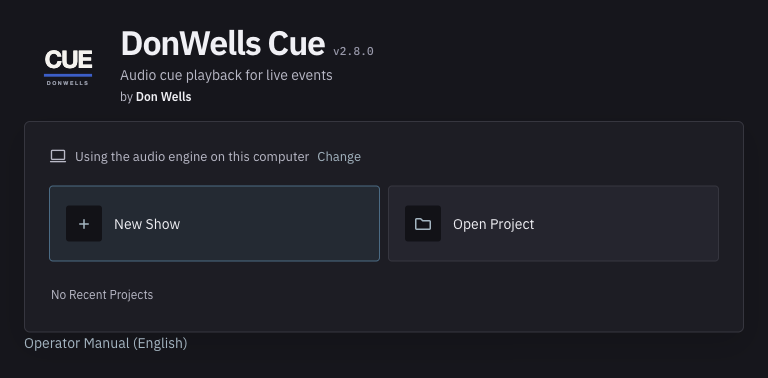 CUE
DONWELLS
DonWells Cue v2.8.0
Audio cue playback for live events
by Don Wells
Using the audio engine on this computer Change
New Show
Open Project
No Recent Projects
Operator Manual (English)